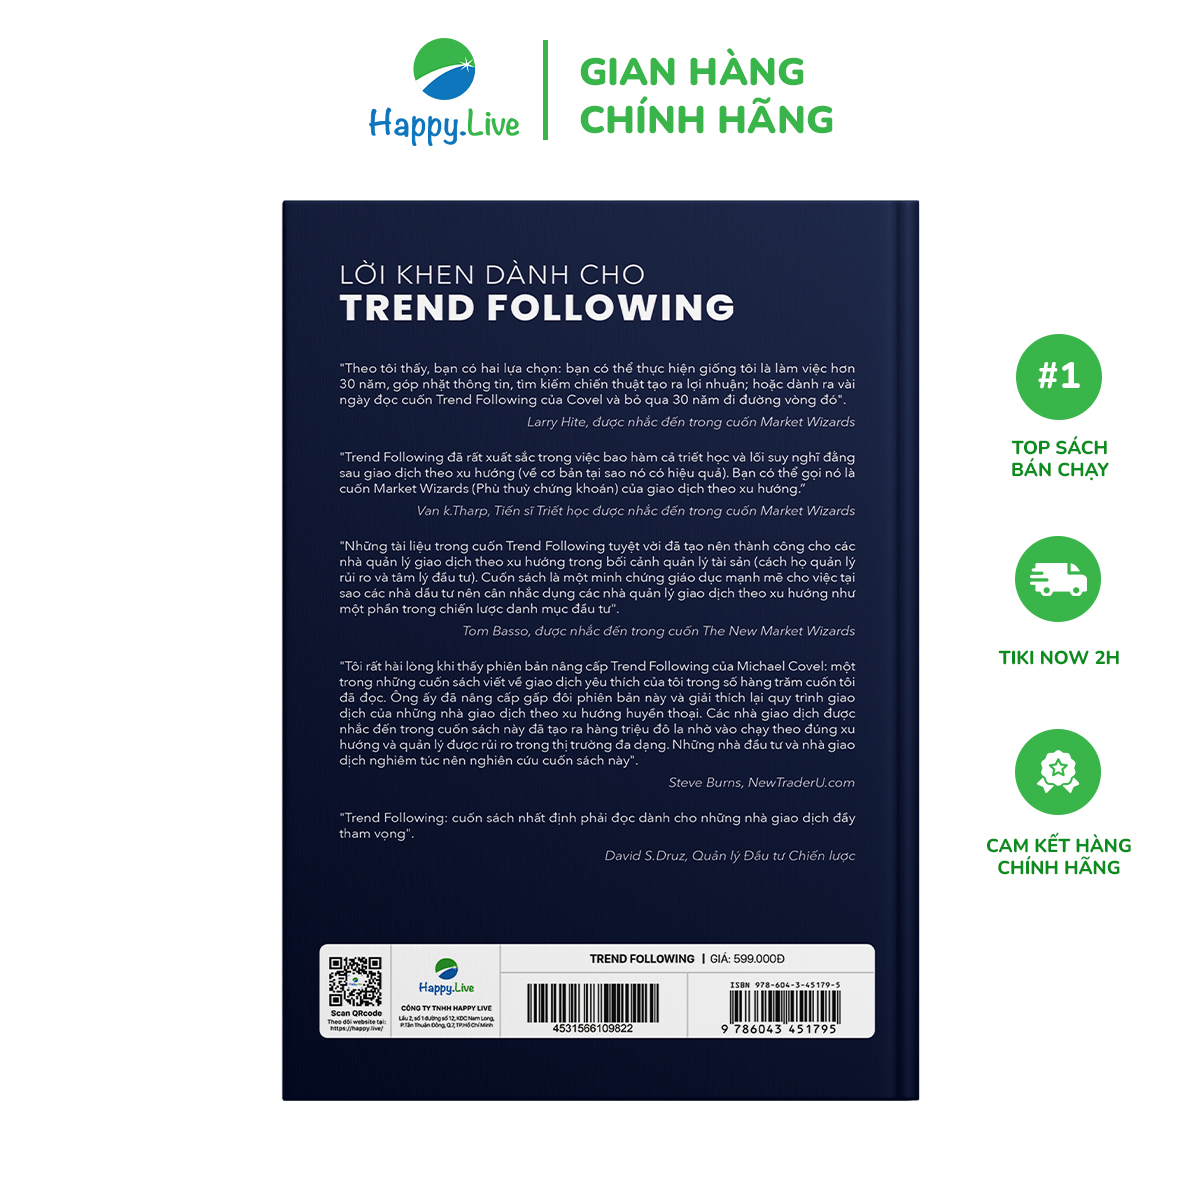 Happy.Live
GIAN HÀNG
CHÍNH HÃNG
LỜI KHEN DÀNH CHO
TREND FOLLOWING
"Theo tôi thấy, bạn có hai lựa chọn: bạn có thể thực hiện giống tôi là làm việc hơn
30 năm, góp nhặt thông tin, tìm kiếm chiến thuật tạo ra lợi nhuận; hoặc dành ra vài
ngày đọc cuốn Trend Following của Covel và bỏ qua 30 năm đi đường vòng đó".
Larry Hite, được nhắc đến trong cuốn Market Wizards
"Trend Following đã rất xuất sắc trong việc bao hàm cả triết học và lối suy nghĩ đằng
sau giao dịch theo xu hướng (về cơ bản tại sao nó có hiệu quả). Bạn có thể gọi nó là
cuốn Market Wizards (Phù thuỷ chứng khoán) của giao dịch theo xu hướng.”
Van k.Tharp, Tiến sĩ Triết học được nhắc đến trong cuốn Market Wizards
"Những tài liệu trong cuốn Trend Following tuyệt vời đã tạo nên thành công cho các
nhà quản lý giao dịch theo xu hướng trong bối cảnh quản lý tài sản (cách họ quản lý
rủi ro và tâm lý đầu tư). Cuốn sách là một minh chứng giáo dục mạnh mẽ cho việc tại
sao các nhà dầu tư nên cân nhắc dụng các nhà quản lý giao dịch theo xu hướng như
một phần trong chiến lược danh mục đầu tư".
Tom Basso, được nhắc đến trong cuốn The New Market Wizards
"Tôi rất hài lòng khi thấy phiên bản nâng cấp Trend Following của Michael Covel: một
trong những cuốn sách viết về giao dịch yêu thích của tôi trong số hàng trăm cuốn tôi
đã đọc. Ông ấy đã nâng cấp gấp đôi phiên bản này và giải thích lại quy trình giao
dịch của những nhà giao dịch theo xu hướng huyền thoại. Các nhà giao dịch được
nhắc đến trong cuốn sách này đã tạo ra hàng triệu đô la nhờ vào chạy theo đúng xu
hướng và quản lý được rủi ro trong thị trường đa dạng. Những nhà đầu tư và nhà giao
dịch nghiêm túc nên nghiên cứu cuốn sách này".
Steve Burns, NewTraderU.com
"Trend Following: cuốn sách nhất định phải đọc dành cho những nhà giao dịch đầy
tham vọng".
David S.Druz, Quản lý Đầu tư Chiến lược
Scan QRcode
Theo dõi website tại:
https://happy.live/
Happy.Live
CÔNG TY TNHH HAPPY LIVE
Lầu 2, số 1 đường số 12, KDC Nam Long,
P.Tân Thuận Đông, Q.7, TP.Hồ Chí Minh
TREND FOLLOWING | GIÁ: 599.000Đ
4531566109822
ISBN 978-604-3-45179-5
9 786043 451795
#1
TOP SÁCH
BÁN CHẠY
TIKI NOW 2H
CAM KẾT HÀNG
CHÍNH HÃNG